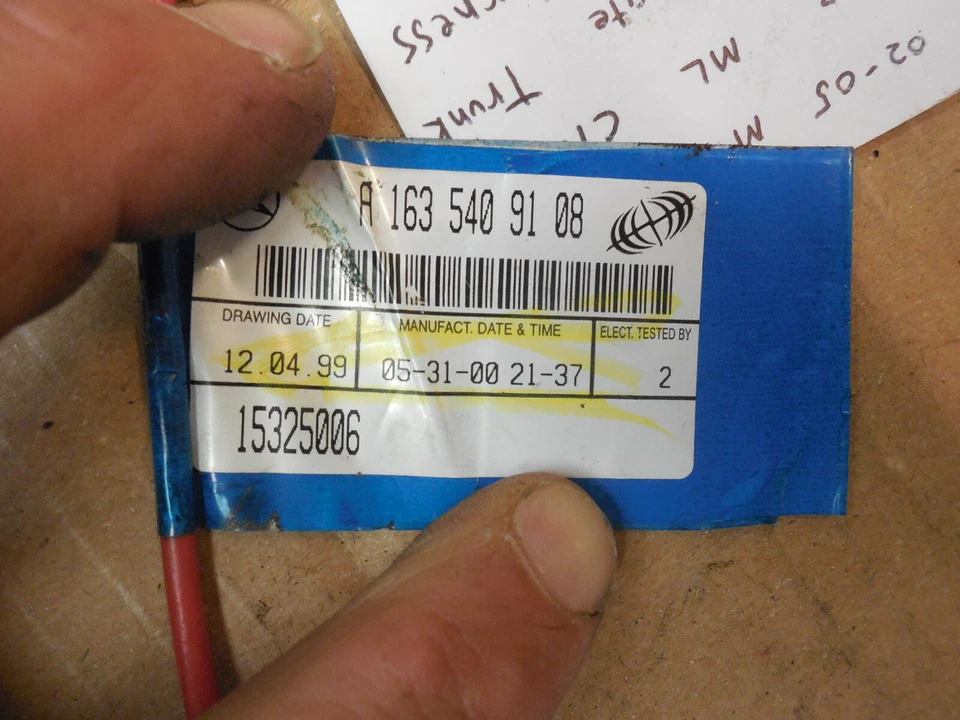 02-05
ML
Trunk
A 163 540 91 08
DRAWING DATE
MANUFACT. DATE & TIME
ELECT. TESTED BY
12.04.99
05-31-00 21-37
2
15325006